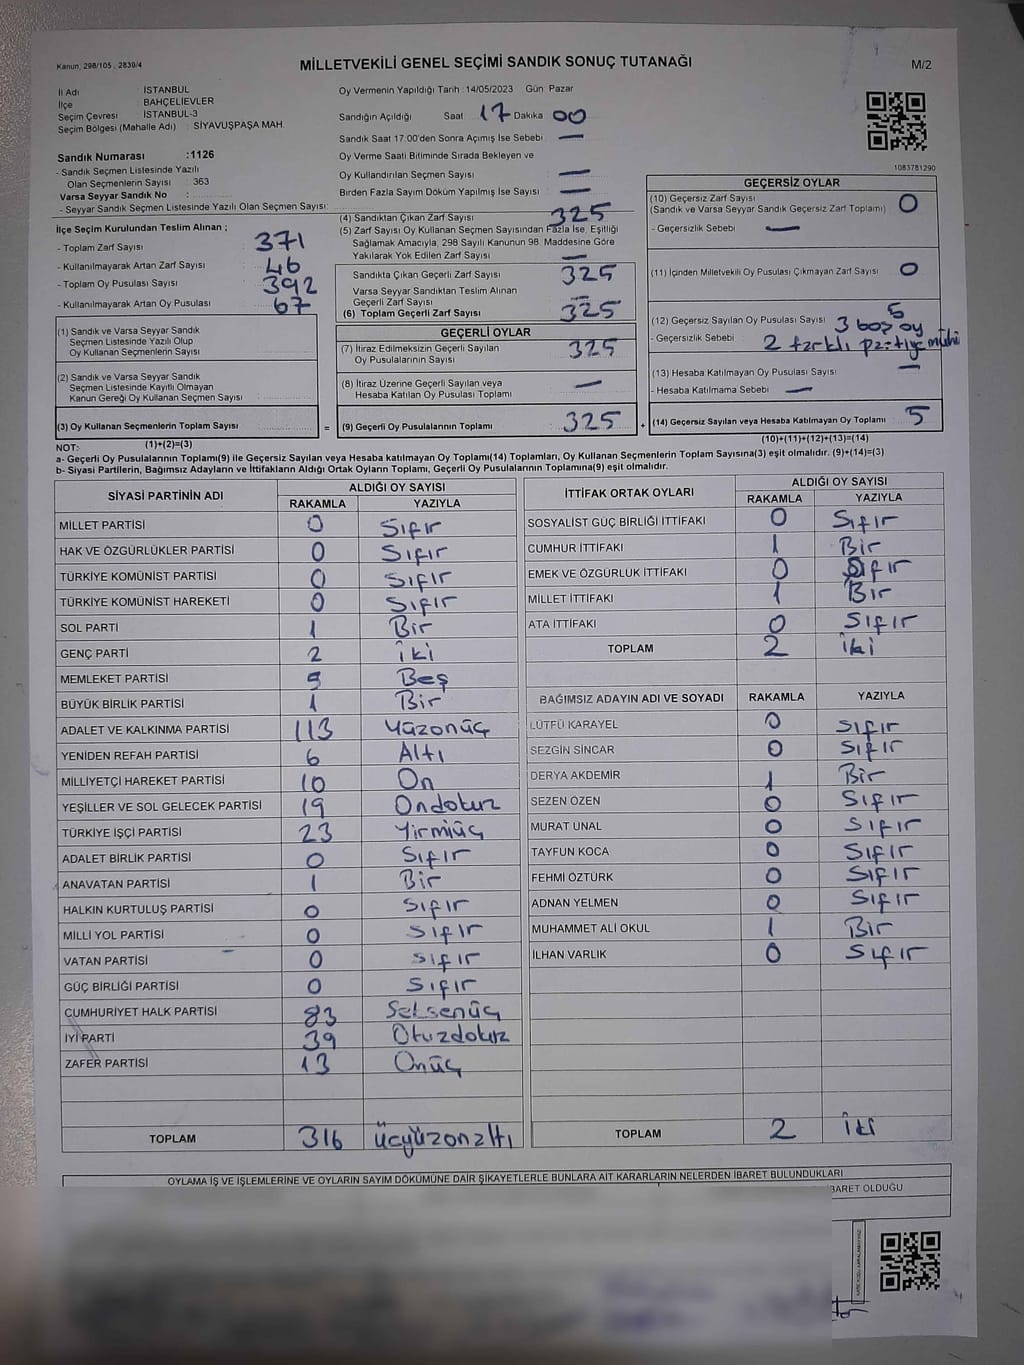 Kanun; 298/105 , 2839/4
MİLLETVEKİLİ GENEL SEÇİMİ SANDIK SONUÇ TUTANAĞI
M/2
İl Adı : İSTANBUL
İlçe : BAHÇELİEVLER
Seçim Çevresi : İSTANBUL-3
Seçim Bölgesi (Mahalle Adı) : SİYAVUŞPAŞA MAH.
Sandık Numarası :1126
- Sandık Seçmen Listesinde Yazılı
Olan Seçmenlerin Sayısı : 363
Varsa Seyyar Sandık No :
- Seyyar Sandık Seçmen Listesinde Yazılı Olan Seçmen Sayısı:
Oy Vermenin Yapıldığı Tarih :14/05/2023 Gün: Pazar
Sandığın Açıldığı Saat 17 Dakika 00
Sandık Saat 17:00'den Sonra Açımış İse Sebebi : —
Oy Verme Saati Bitiminde Sırada Bekleyen ve
Oy Kullandırılan Seçmen Sayısı —
Birden Fazla Sayım Döküm Yapılmış İse Sayısı —
1083781290
İlçe Seçim Kurulundan Teslim Alınan ;
- Toplam Zarf Sayısı : 371
- Kullanılmayarak Artan Zarf Sayısı : 46
- Toplam Oy Pusulası Sayısı : 392
- Kullanılmayarak Artan Oy Pusulası : 67
(1) Sandık ve Varsa Seyyar Sandık
Seçmen Listesinde Yazılı Olup
Oy Kullanan Seçmenlerin Sayısı :
(2) Sandık ve Varsa Seyyar Sandık
Seçmen Listesinde Kayıtlı Olmayan
Kanun Gereği Oy Kullanan Seçmen Sayısı :
(3) Oy Kullanan Seçmenlerin Toplam Sayısı :
(1)+(2)=(3)
(4) Sandıktan Çıkan Zarf Sayısı 325
(5) Zarf Sayısı Oy Kullanan Seçmen Sayısından Fazla İse, Eşitliği
Sağlamak Amacıyla, 298 Sayılı Kanunun 98. Maddesine Göre
Yakılarak Yok Edilen Zarf Sayısı : —
Sandıkta Çıkan Geçerli Zarf Sayısı : 325
Varsa Seyyar Sandıktan Teslim Alınan
Geçerli Zarf Sayısı : —
(6) Toplam Geçerli Zarf Sayısı : 325
GEÇERLİ OYLAR
(7) İtiraz Edilmeksizin Geçerli Sayılan
Oy Pusulalarının Sayısı : 325
(8) İtiraz Üzerine Geçerli Sayılan veya
Hesaba Katılan Oy Pusulası Toplamı : —
= (9) Geçerli Oy Pusulalarının Toplamı : 325 +
GEÇERSİZ OYLAR
(10) Geçersiz Zarf Sayısı
(Sandık ve Varsa Seyyar Sandık Geçersiz Zarf Toplamı) : 0
- Geçersizlik Sebebi : —
(11) İçinden Milletvekili Oy Pusulası Çıkmayan Zarf Sayısı : 0
(12) Geçersiz Sayılan Oy Pusulası Sayısı : 5
3 boş oy
- Geçersizlik Sebebi : 2 farklı partiye
(13) Hesaba Katılmayan Oy Pusulası Sayısı : —
- Hesaba Katılmama Sebebi : —
(14) Geçersiz Sayılan veya Hesaba Katılmayan Oy Toplamı : 5
(10)+(11)+(12)+(13)=(14)
NOT:
a- Geçerli Oy Pusulalarının Toplamı(9) ile Geçersiz Sayılan veya Hesaba katılmayan Oy Toplamı(14) Toplamları, Oy Kullanan Seçmenlerin Toplam Sayısına(3) eşit olmalıdır. (9)+(14)=(3)
b- Siyasi Partilerin, Bağımsız Adayların ve İttifakların Aldığı Ortak Oyların Toplamı, Geçerli Oy Pusulalarının Toplamına(9) eşit olmalıdır.
SİYASİ PARTİNİN ADI ALDIĞI OY SAYISI
RAKAMLA YAZIYLA
MİLLET PARTİSİ 0 Sıfır
HAK VE ÖZGÜRLÜKLER PARTİSİ 0 Sıfır
TÜRKİYE KOMÜNİST PARTİSİ 0 Sıfır
TÜRKİYE KOMÜNİST HAREKETİ 0 Sıfır
SOL PARTİ 1 Bir
GENÇ PARTİ 2 İki
MEMLEKET PARTİSİ 5 Beş
BÜYÜK BİRLİK PARTİSİ 1 Bir
ADALET VE KALKINMA PARTİSİ 113 Yüzonüç
YENİDEN REFAH PARTİSİ 6 Altı
MİLLİYETÇİ HAREKET PARTİSİ 10 On
YEŞİLLER VE SOL GELECEK PARTİSİ 19 Ondokuz
TÜRKİYE İŞÇİ PARTİSİ 23 Yirmiüç
ADALET BİRLİK PARTİSİ 0 Sıfır
ANAVATAN PARTİSİ 1 Bir
HALKIN KURTULUŞ PARTİSİ 0 Sıfır
MİLLİ YOL PARTİSİ 0 Sıfır
VATAN PARTİSİ 0 Sıfır
GÜÇ BİRLİĞİ PARTİSİ 0 Sıfır
CUMHURİYET HALK PARTİSİ 83 Seksenüç
İYİ PARTİ 39 Otuzdokuz
ZAFER PARTİSİ 13 Onüç
TOPLAM 316 üçyüzonaltı
İTTİFAK ORTAK OYLARI ALDIĞI OY SAYISI
RAKAMLA YAZIYLA
SOSYALİST GÜÇ BİRLİĞİ İTTİFAKI 0 Sıfır
CUMHUR İTTİFAKI 1 Bir
EMEK VE ÖZGÜRLÜK İTTİFAKI 0 Sıfır
MİLLET İTTİFAKI 1 Bir
ATA İTTİFAKI 0 Sıfır
TOPLAM 2 İki
BAĞIMSIZ ADAYIN ADI VE SOYADI RAKAMLA YAZIYLA
LÜTFÜ KARAYEL 0 Sıfır
SEZGİN SİNCAR 0 Sıfır
DERYA AKDEMİR 1 Bir
SEZEN ÖZEN 0 Sıfır
MURAT ÜNAL 0 Sıfır
TAYFUN KOCA 0 Sıfır
FEHMİ ÖZTÜRK 0 Sıfır
ADNAN YELMEN 0 Sıfır
MUHAMMET ALİ OKUL 1 Bir
İLHAN VARLIK 0 Sıfır
TOPLAM 2 İki
OYLAMA İŞ VE İŞLEMLERİNE VE OYLARIN SAYIM DÖKÜMÜNE DAİR ŞİKAYETLERLE BUNLARA AİT KARARLARIN NELERDEN İBARET BULUNDUKLARI
BARET OLDUĞU